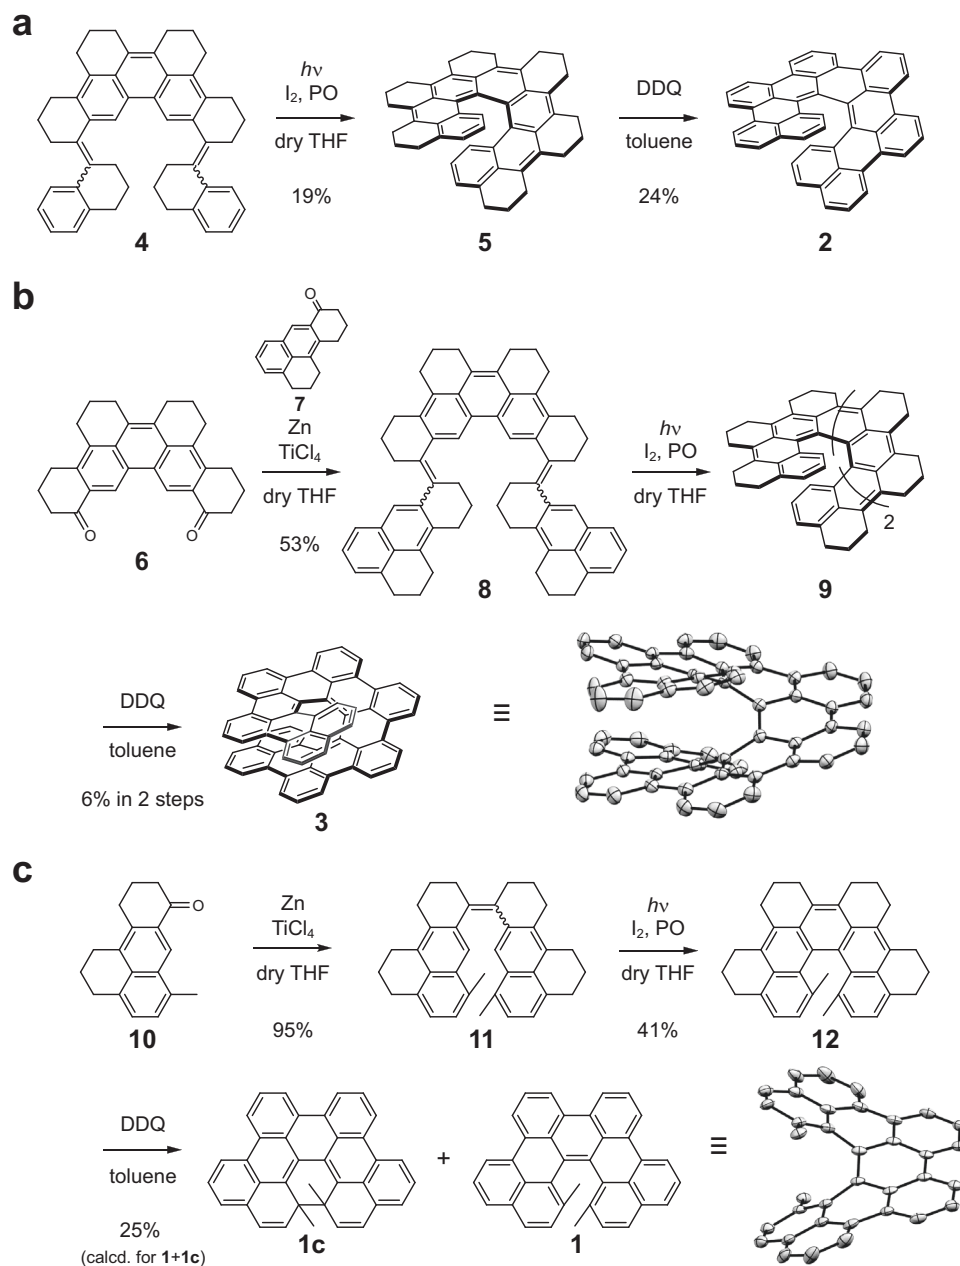 a
hν
I₂, PO
dry THF
19%
DDQ
toluene
24%
4
5
2
b
O
7
Zn
TiCl₄
dry THF
53%
hν
I₂, PO
dry THF
O
O
2
6
8
9
DDQ
toluene
6% in 2 steps
≡
3
c
O
Zn
TiCl₄
dry THF
95%
hν
I₂, PO
dry THF
41%
10
11
12
DDQ
toluene
25%
(calcd. for 1+1c)
+
≡
1c
1